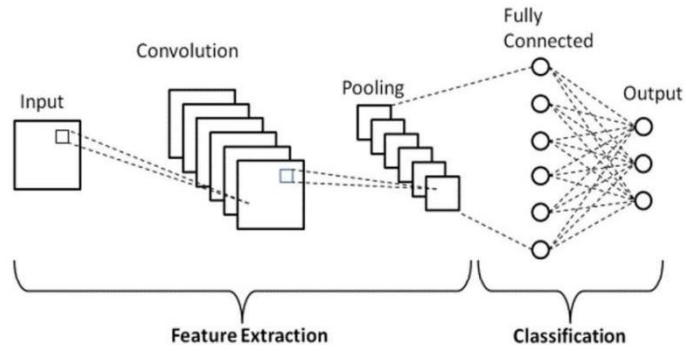 Input
Convolution
Pooling
Fully
Connected
Output
Feature Extraction
Classification